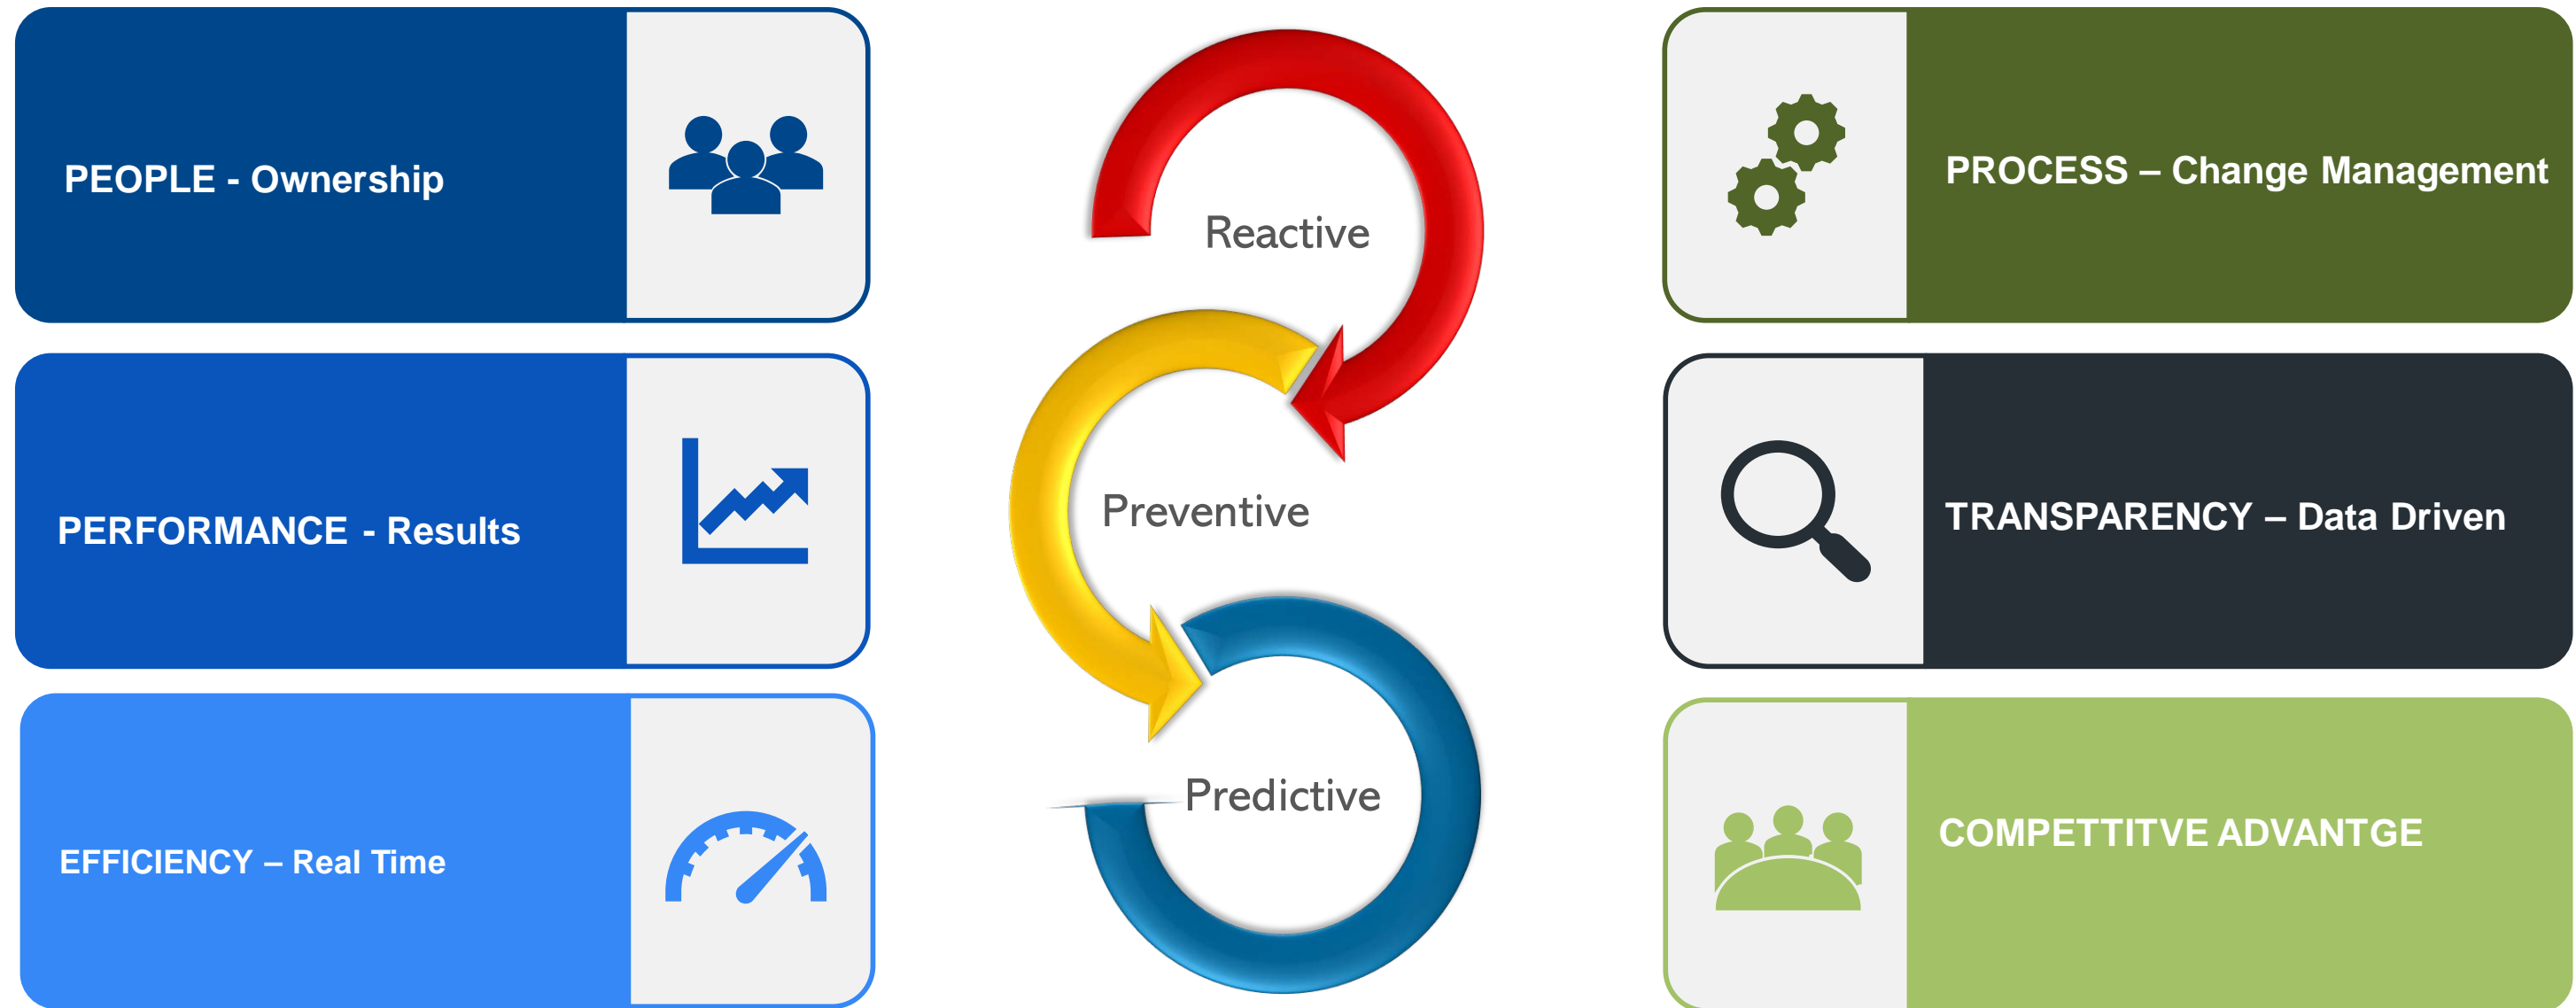 PEOPLE - Ownership
PERFORMANCE - Results
EFFICIENCY – Real Time
Reactive
Preventive
Predictive
PROCESS – Change Management
TRANSPARENCY – Data Driven
COMPETTITVE ADVANTGE